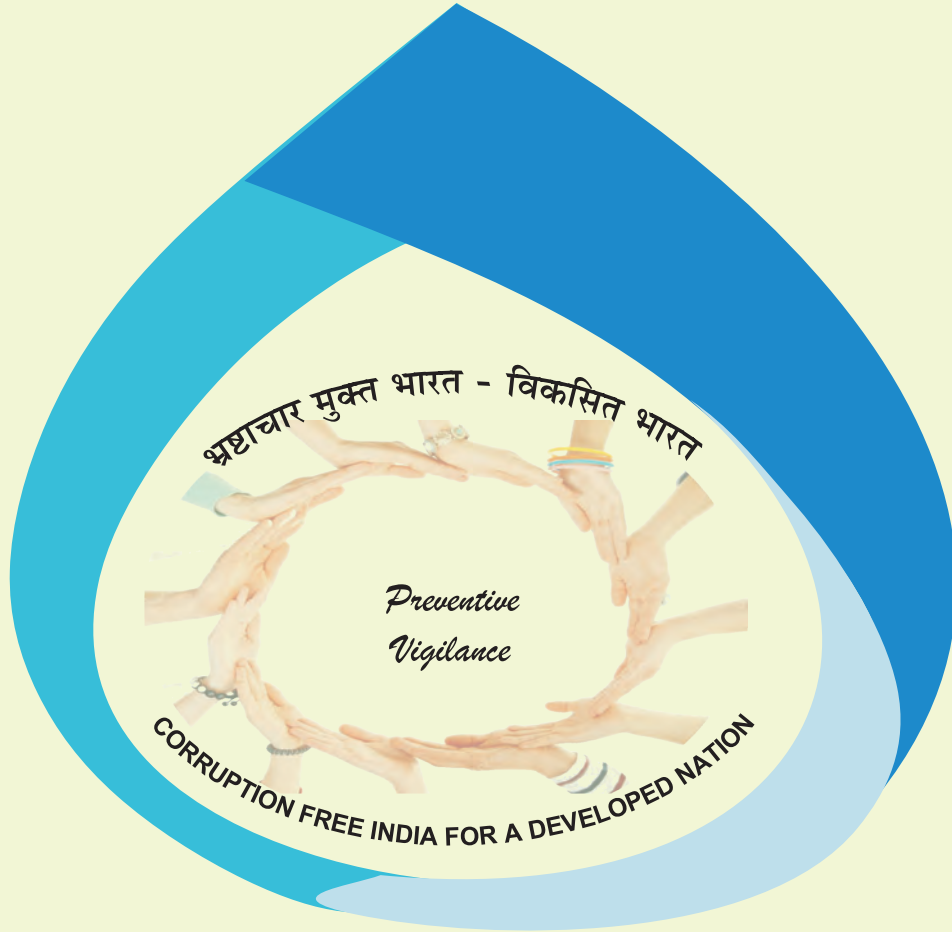 भ्रष्टाचार मुक्त भारत - विकसित भारत
Preventive
Vigilance
CORRUPTION FREE INDIA FOR A DEVELOPED NATION